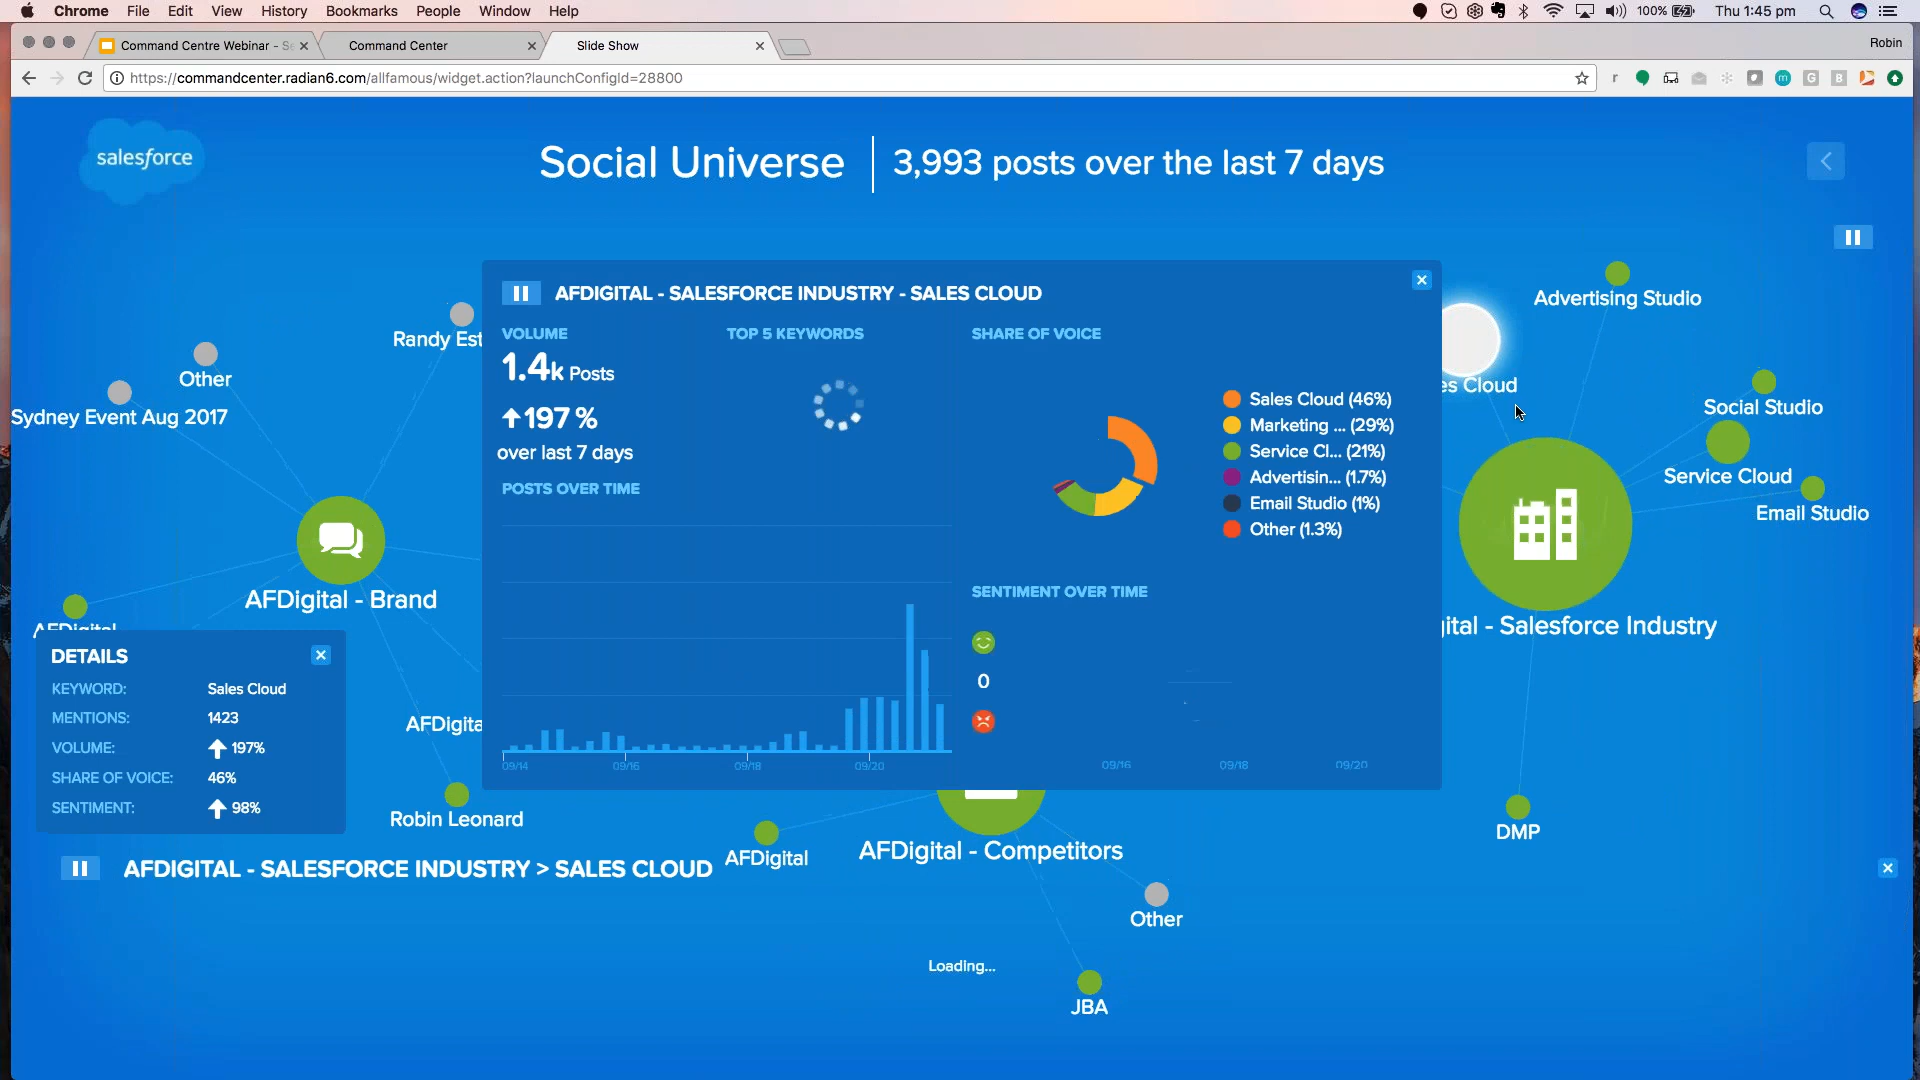 Chrome File Edit View History Bookmarks People Window Help 100% Thu 1:45 pm
Command Centre Webinar - Se Command Center Slide Show Robin
https://commandcenter.radian6.com/allfamous/widget.action?launchConfigId=28800
salesforce
Social Universe 3,993 posts over the last 7 days
AFDIGITAL - SALESFORCE INDUSTRY - SALES CLOUD
VOLUME
1.4k Posts
197 %
over last 7 days
TOP 5 KEYWORDS
SHARE OF VOICE
Sales Cloud (46%)
Marketing ... (29%)
Service Cl... (21%)
Advertisin... (1.7%)
Email Studio (1%)
Other (1.3%)
POSTS OVER TIME
09/14 09/16 09/18 09/20
SENTIMENT OVER TIME
0
09/16 09/18 09/20
Randy Est
Other
Sydney Event Aug 2017
AFDigital - Brand
AFDigital
AFDigita
Robin Leonard
Advertising Studio
es Cloud
Social Studio
Service Cloud
Email Studio
ital - Salesforce Industry
DMP
DETAILS
KEYWORD: Sales Cloud
MENTIONS: 1423
VOLUME: 197%
SHARE OF VOICE: 46%
SENTIMENT: 98%
AFDigital
AFDigital - Competitors
AFDIGITAL - SALESFORCE INDUSTRY > SALES CLOUD
Other
Loading...
JBA